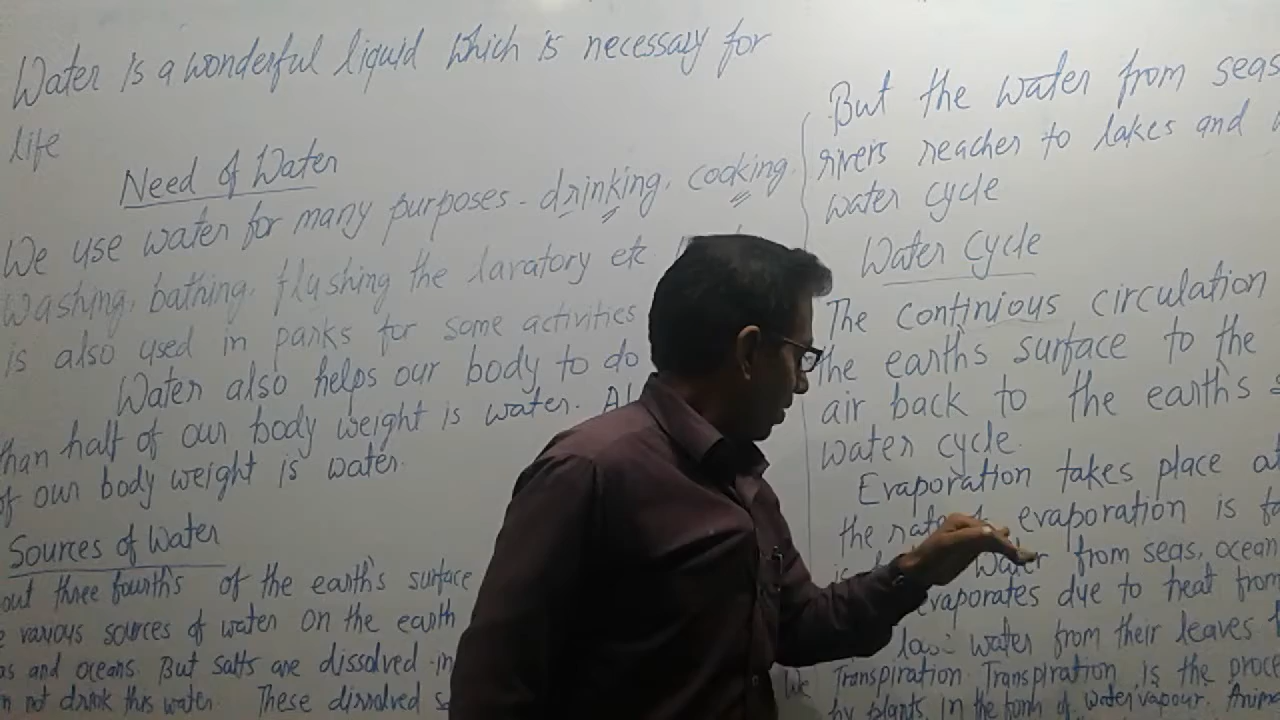 Water is a wonderful liquid which is necessary for
life
Need of Water
We use water for many purposes - drinking, cooking,
washing, bathing, flushing the lavatory etc
is also used in parks for some activities
Water also helps our body to do
than half of our body weight is water.
of our body weight is water.
Sources of Water
out three fourth's of the earth's surface
various sources of water on the earth
as and oceans. But salts are dissolved in
n not drink this water. These dissolved
But the water from seas
rivers reaches to lakes and
water cycle
Water Cycle
The continious circulation
the earth's surface to the
air back to the earth's
water cycle.
Evaporation takes place at
the rate evaporation is
water from seas, ocean
evaporates due to heat from
water from their leaves
We Transpiration. Transpiration is the proce
by plants in the form of water vapour. Anima